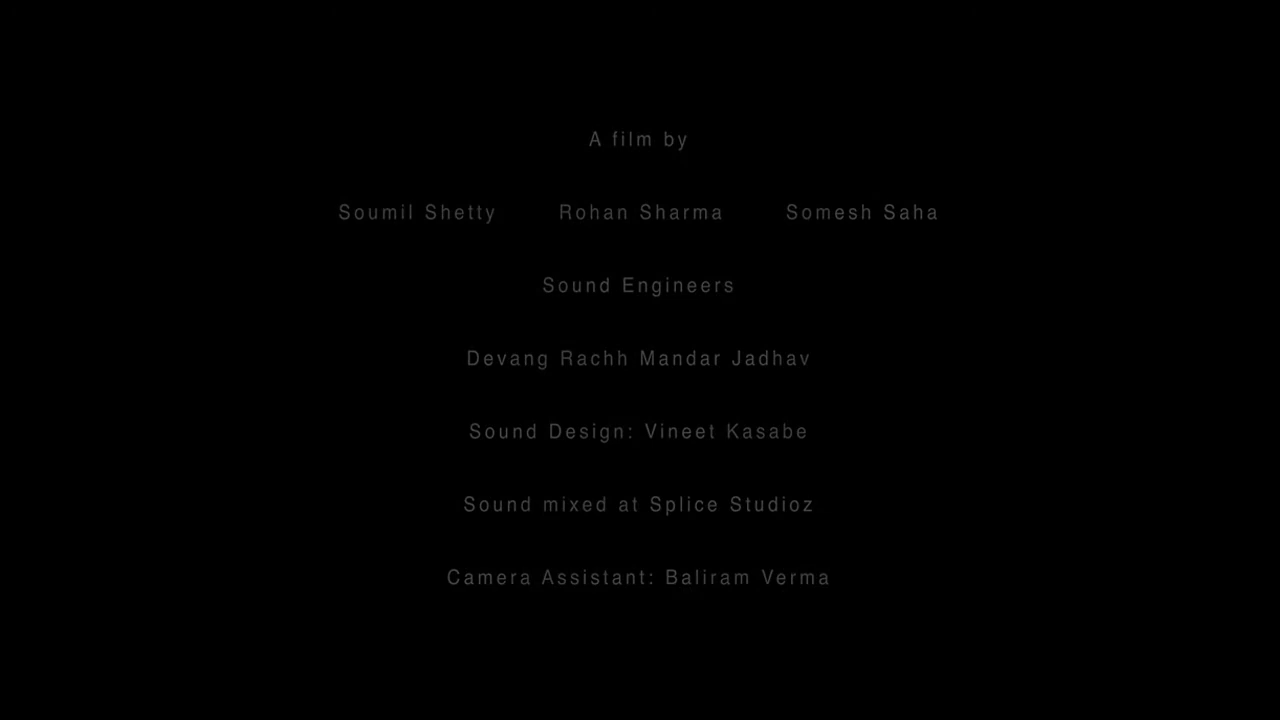 A film by
Soumil Shetty Rohan Sharma Somesh Saha
Sound Engineers
Devang Rachh Mandar Jadhav
Sound Design: Vineet Kasabe
Sound mixed at Splice Studioz
Camera Assistant: Baliram Verma